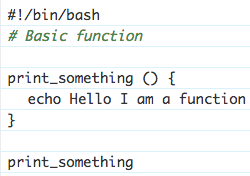 #!/bin/bash
# Basic function
print_something () {
echo Hello I am a function
}
print_something